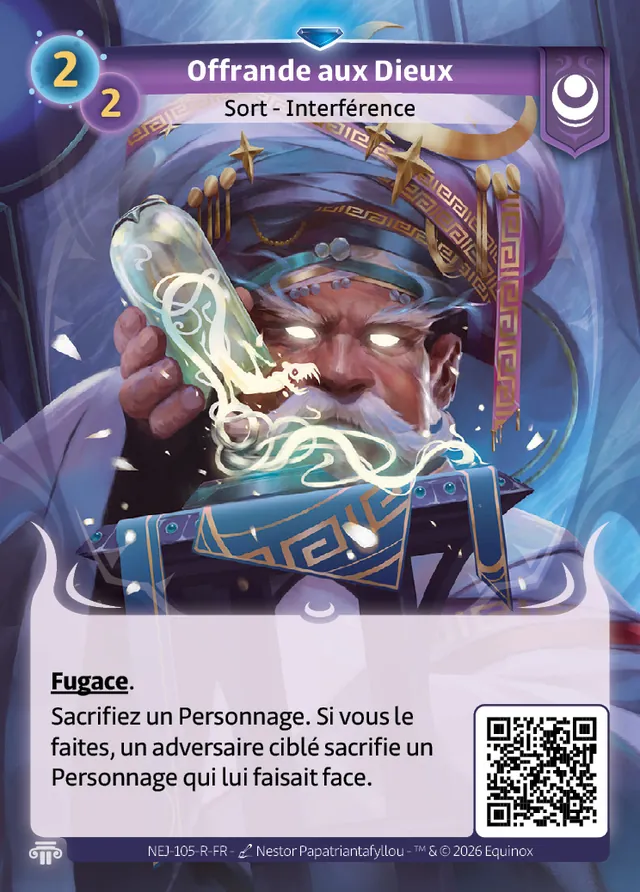 2
2
Offrande aux Dieux
Sort - Interférence
Fugace.
Sacrifiez un Personnage. Si vous le
faites, un adversaire ciblé sacrifie un
Personnage qui lui faisait face.
NEJ-105-R-FR - Nestor Papatriantafyllou - ™ & © 2026 Equinox